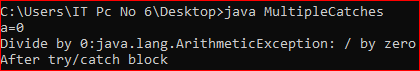 C:\Users\IT Pc No 6\Desktop>java MultipleCatches
a=0
Divide by 0:java.lang.ArithmeticException: / by zero
After try/catch block